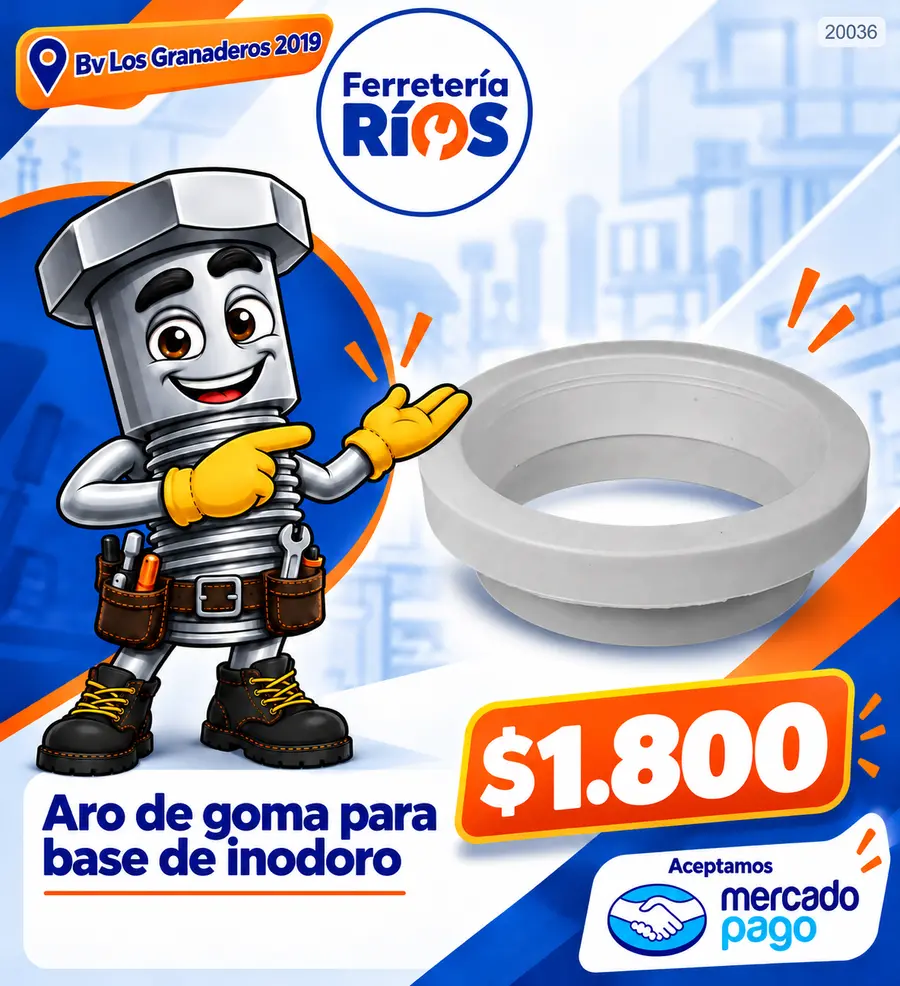 Bv Los Granaderos 2019
Ferretería
Ríos
20036
$1.800
Aro de goma para
base de inodoro
Aceptamos
mercado
pago